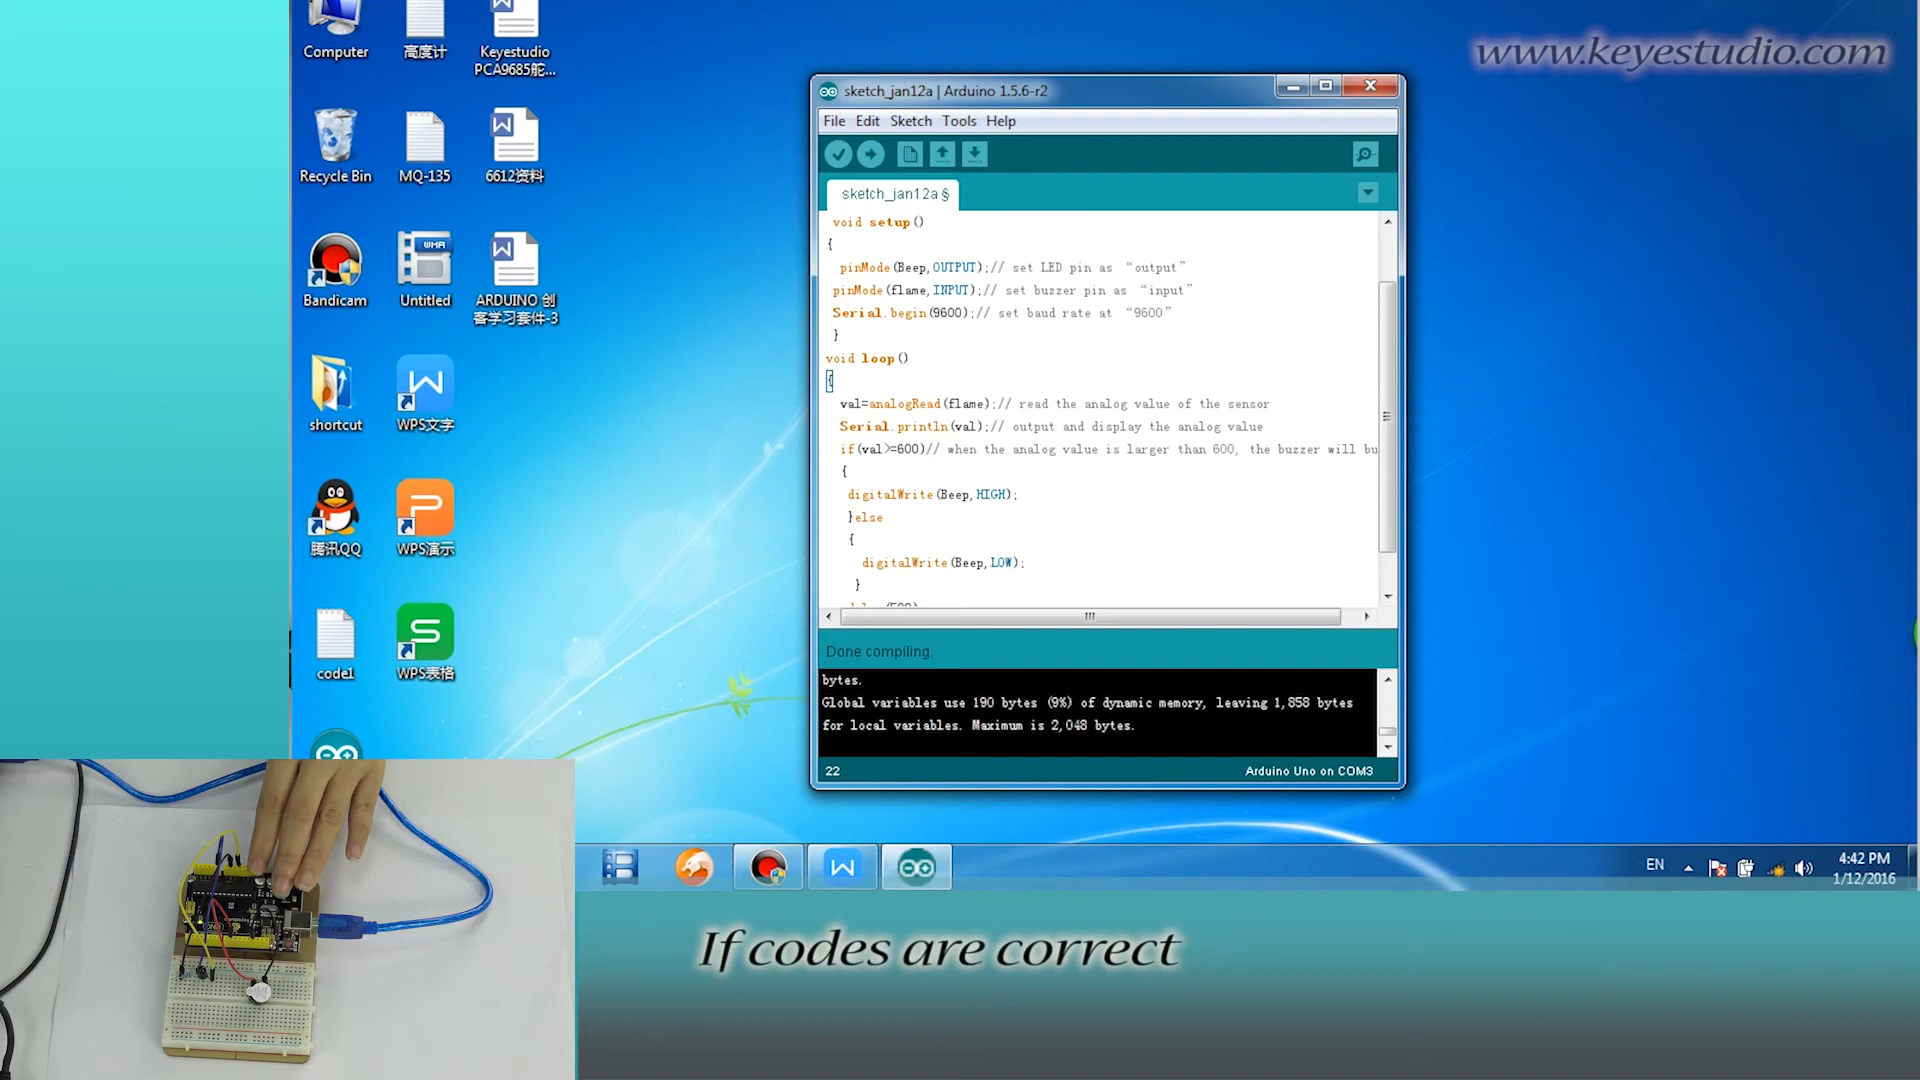 www.keyestudio.com
Computer
高度计
Keyestudio
PCA9685舵...
Recycle Bin
MQ-135
6612资料
Bandicam
WMA
Untitled
ARDUINO 创
客学习套件-3
shortcut
WPS文字
腾讯QQ
WPS演示
code1
WPS表格
sketch_jan12a | Arduino 1.5.6-r2
File Edit Sketch Tools Help
sketch_jan12a §
void setup()
{
pinMode(Beep,OUTPUT);// set LED pin as “output”
pinMode(flame,INPUT);// set buzzer pin as “input”
Serial.begin(9600);// set baud rate at “9600”
}
void loop()
{
val=analogRead(flame);// read the analog value of the sensor
Serial.println(val);// output and display the analog value
if(val>=600)// when the analog value is larger than 600, the buzzer will bu
{
digitalWrite(Beep,HIGH);
}else
{
digitalWrite(Beep,LOW);
}
Done compiling.
bytes.
Global variables use 190 bytes (9%) of dynamic memory, leaving 1,858 bytes
for local variables. Maximum is 2,048 bytes.
22
Arduino Uno on COM3
EN
4:42 PM
1/12/2016
If codes are correct